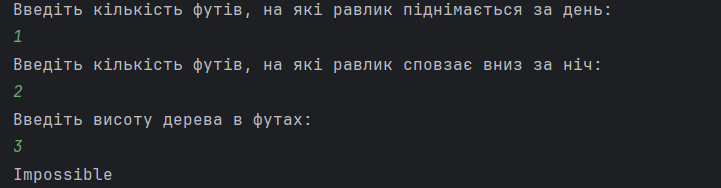 Введіть кількість футів, на які равлик піднімається за день:
1
Введіть кількість футів, на які равлик сповзає вниз за ніч:
2
Введіть висоту дерева в футах:
3
Impossible